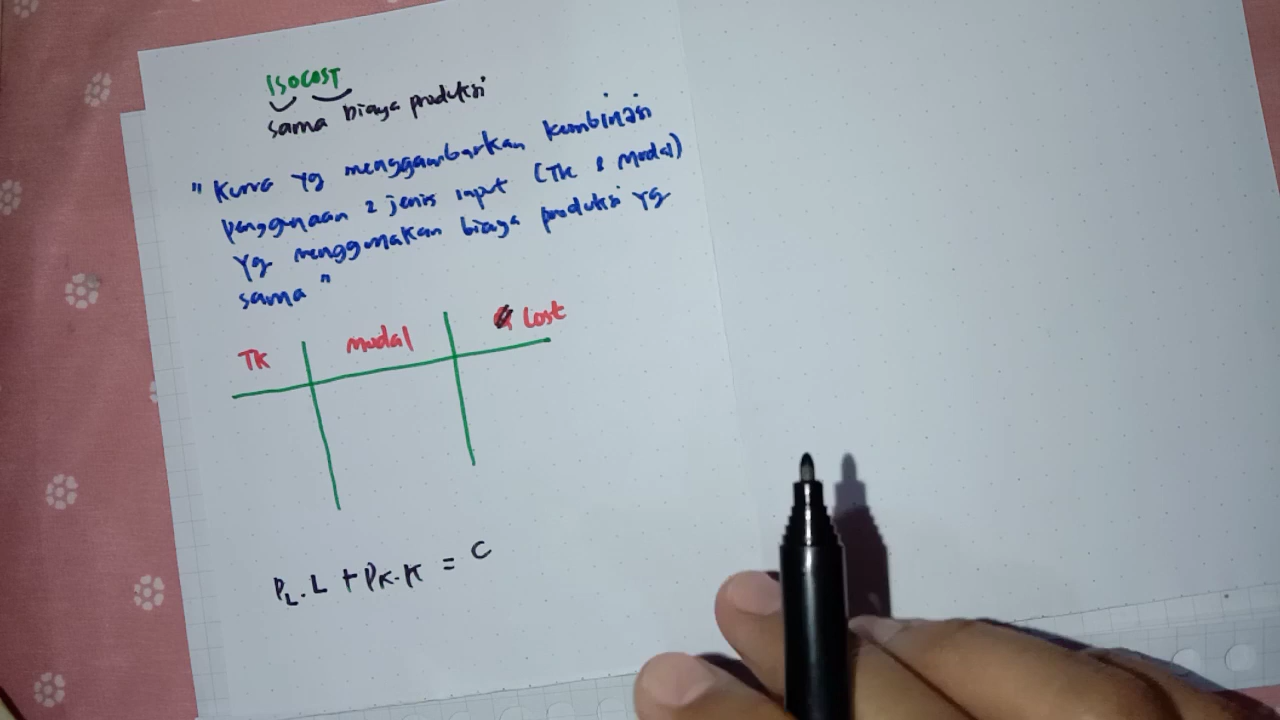 ISOCOST
sama biaya produksi
" Kurva yg menggambarkan kombinasi
penggunaan 2 jenis input (TK & Modal)
yg menggunakan biaya produksi yg
sama "
TK modal Cost
PL.L + PK.K = C